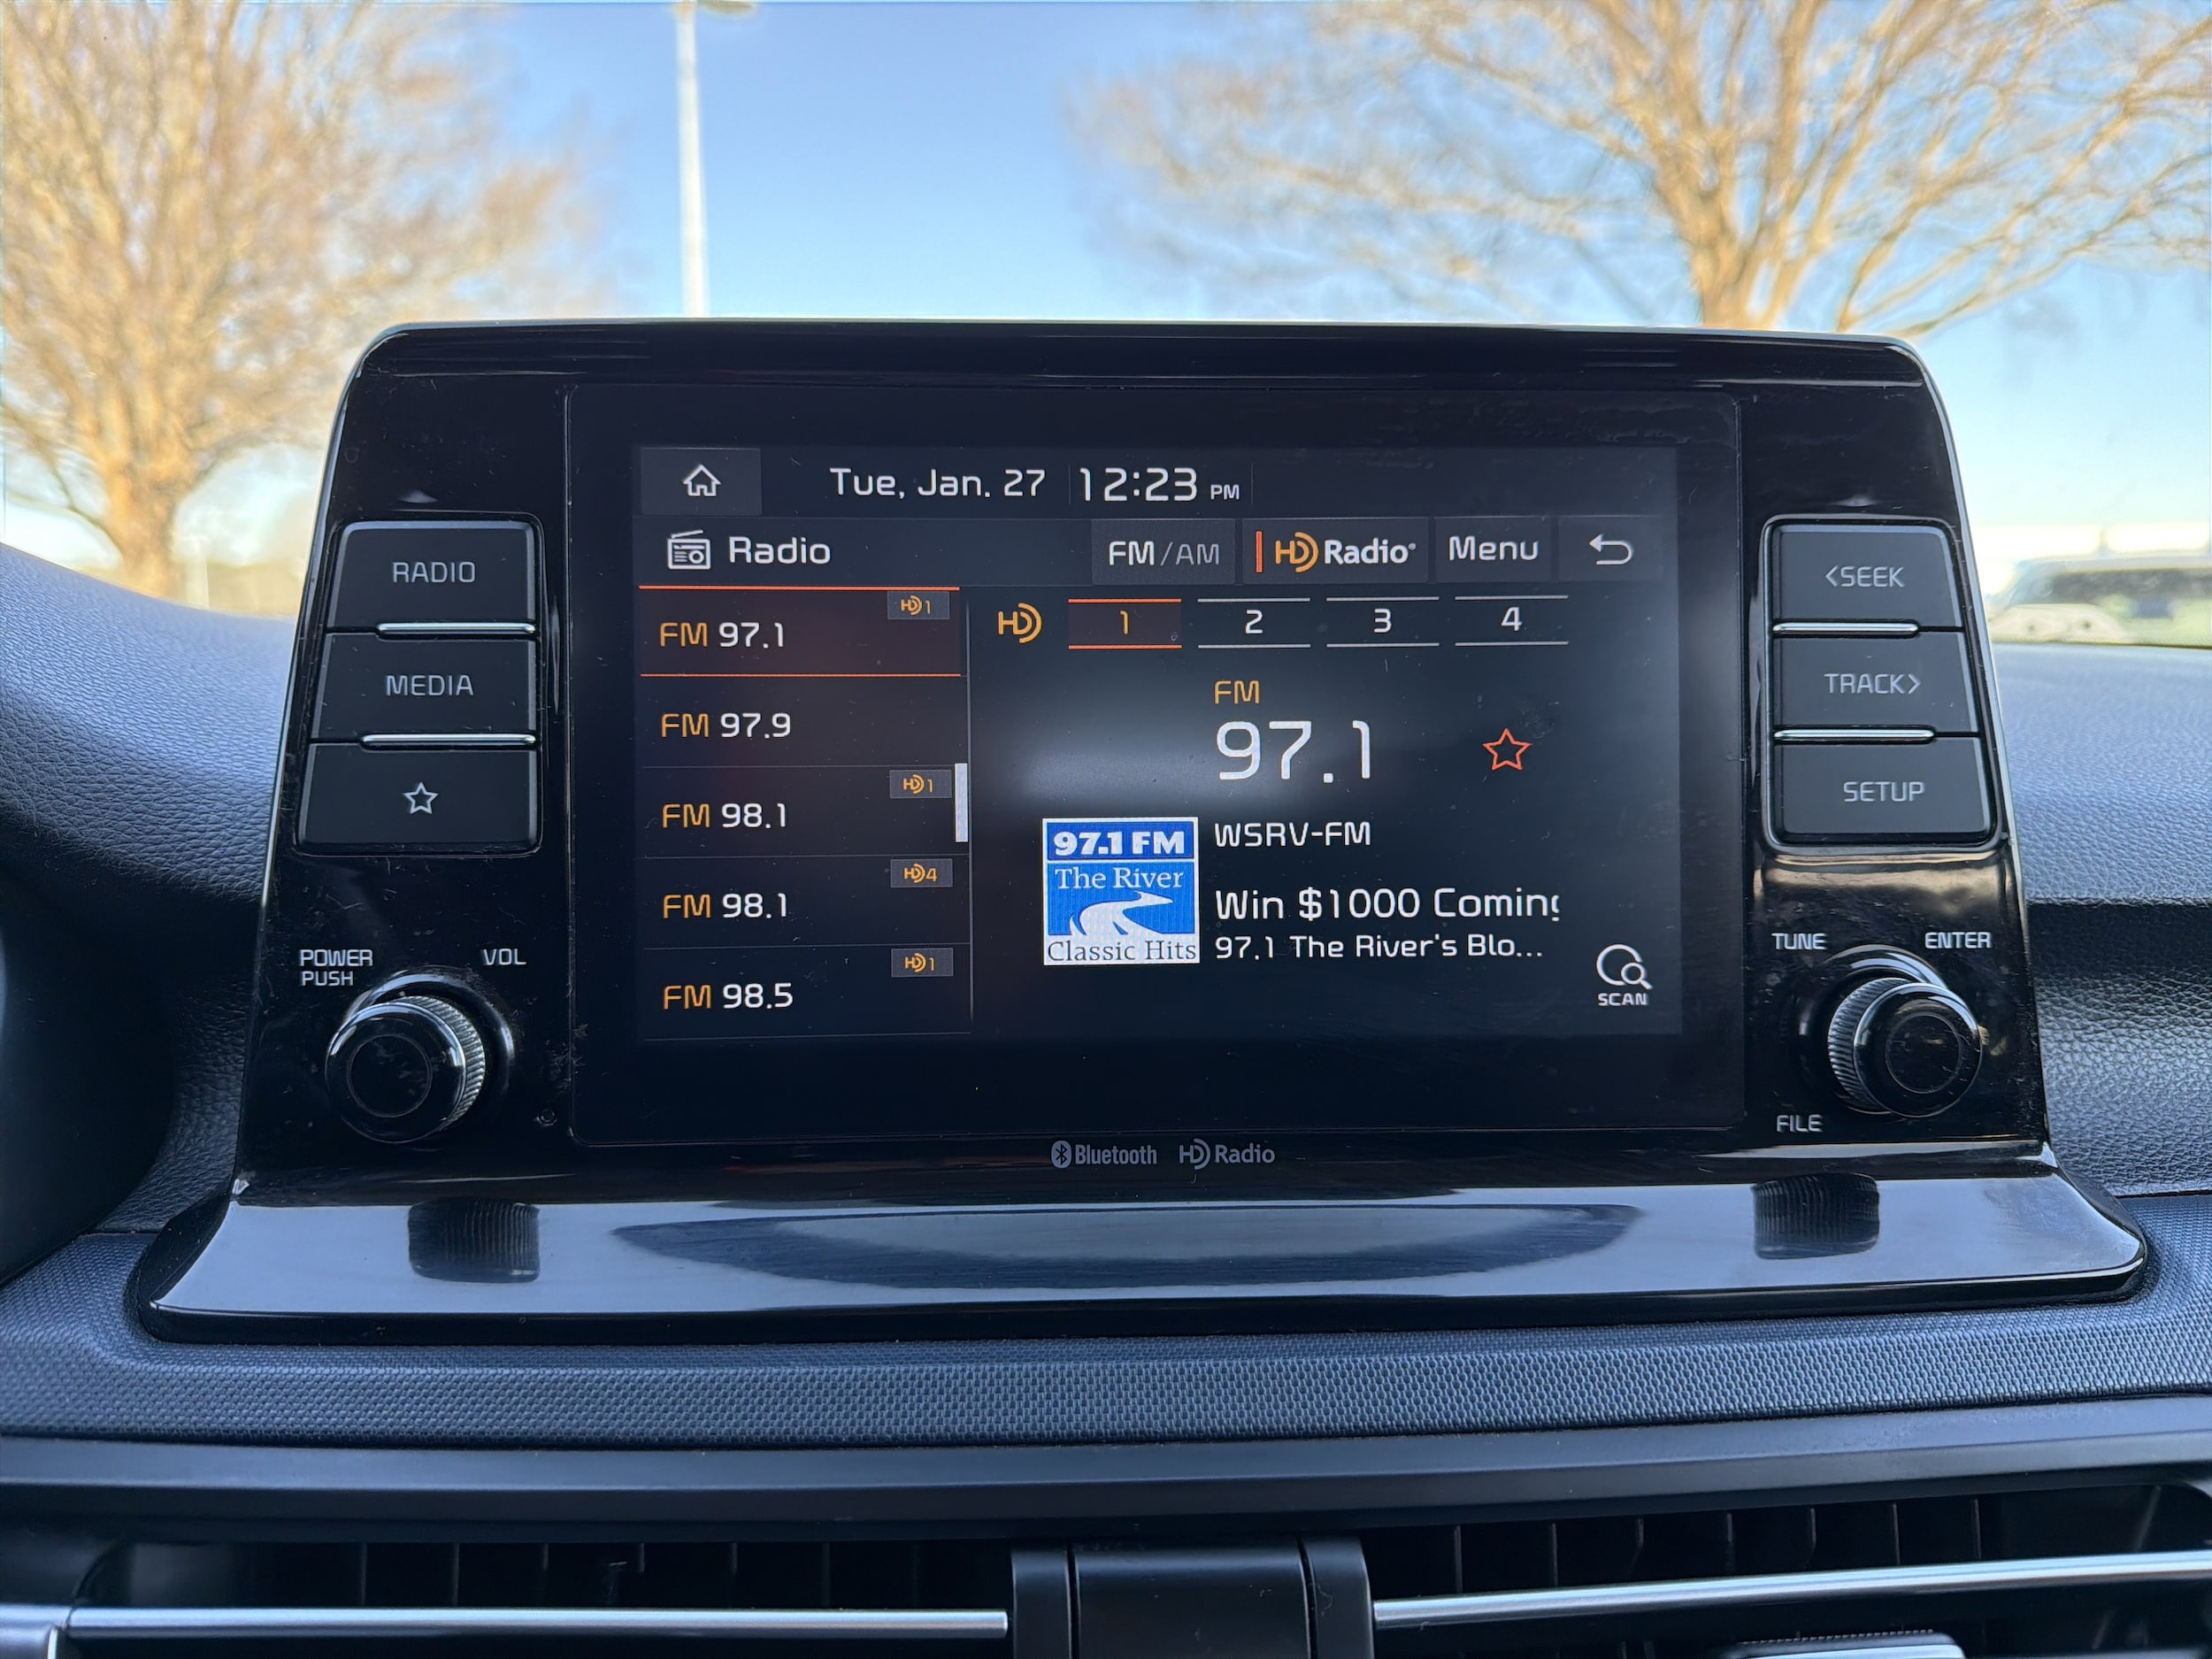 Tue, Jan. 27 12:23 PM
Radio FM/AM HD Radio® Menu
RADIO
MEDIA
POWER
PUSH
VOL
FM 97.1 HD1
FM 97.9
FM 98.1 HD1
FM 98.1 HD4
FM 98.5 HD1
HD 1 2 3 4
FM
97.1
97.1 FM
The River
Classic Hits
WSRV-FM
Win $1000 Coming
97.1 The River's Blo...
SCAN
<SEEK
TRACK>
SETUP
TUNE
ENTER
FILE
Bluetooth HD Radio